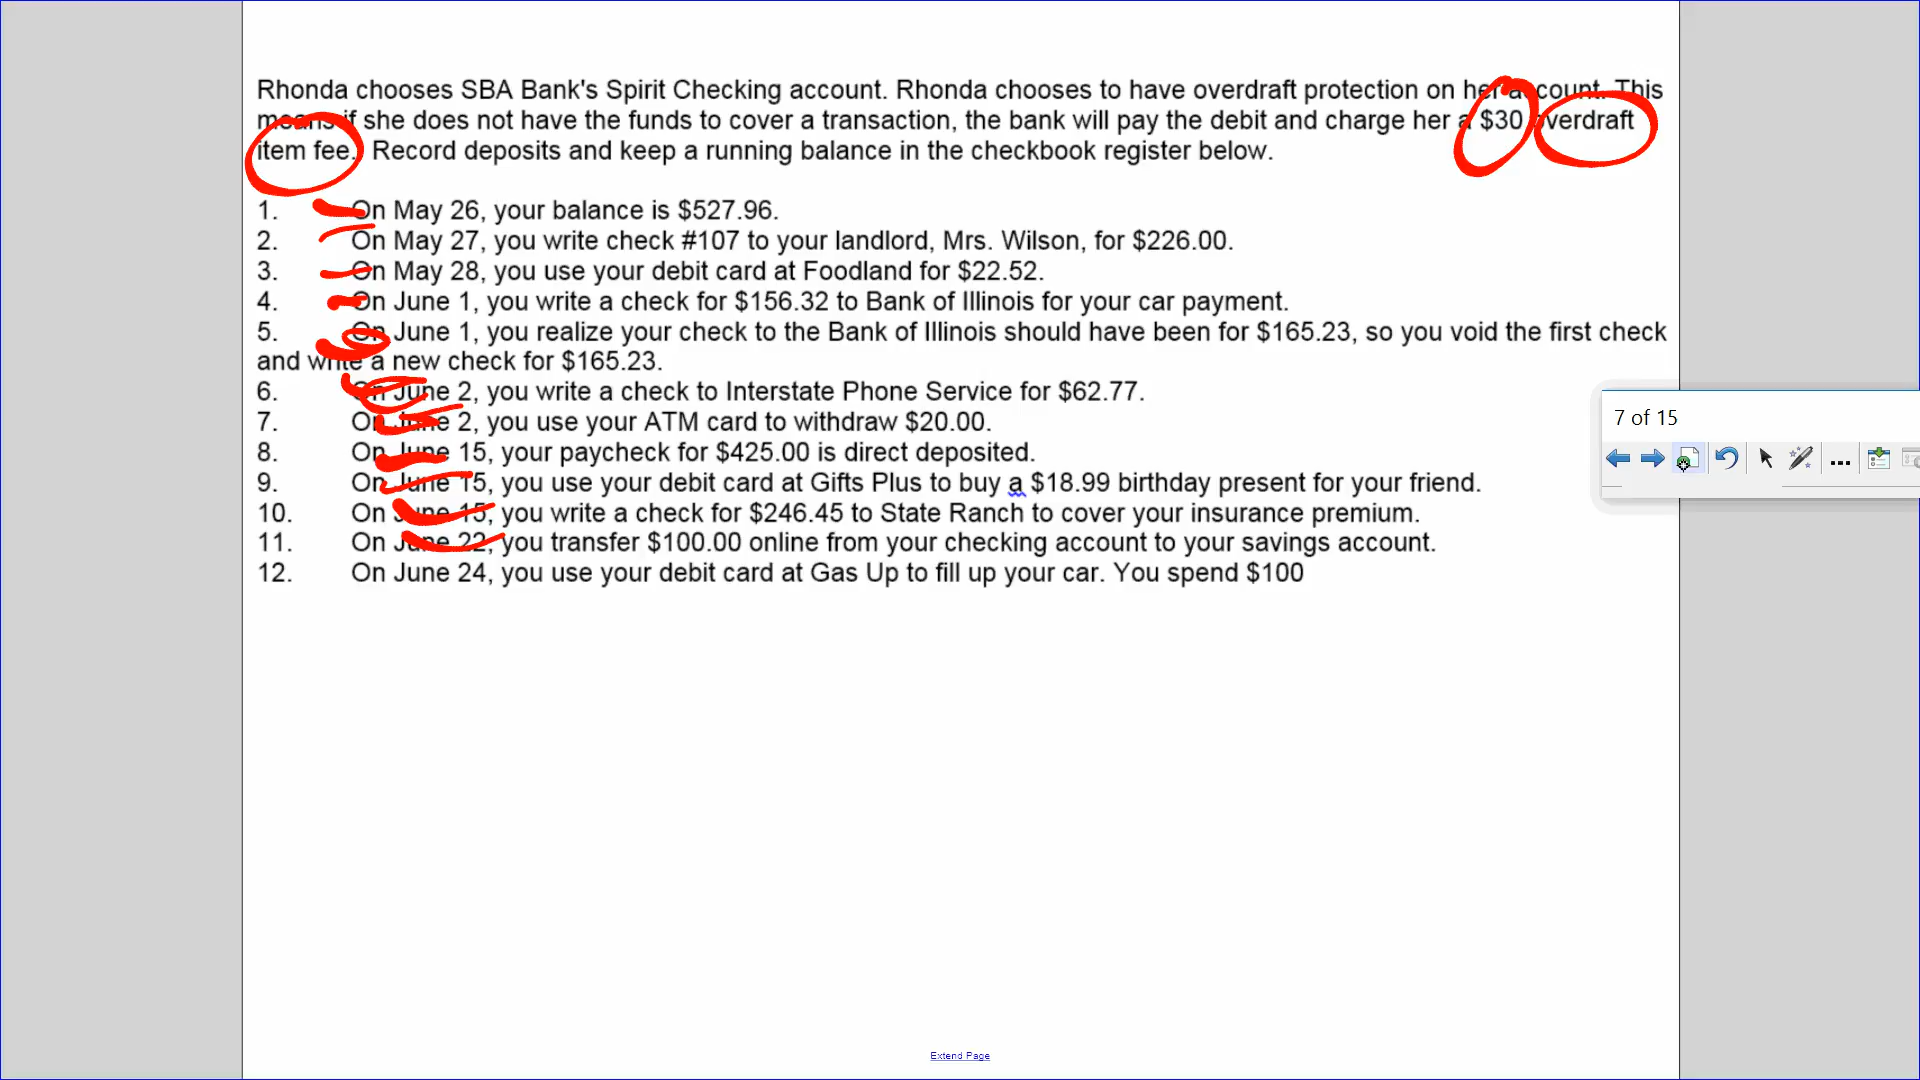 Rhonda chooses SBA Bank's Spirit Checking account. Rhonda chooses to have overdraft protection on her account. This
means if she does not have the funds to cover a transaction, the bank will pay the debit and charge her a $30 overdraft
item fee. Record deposits and keep a running balance in the checkbook register below.
1. On May 26, your balance is $527.96.
2. On May 27, you write check #107 to your landlord, Mrs. Wilson, for $226.00.
3. On May 28, you use your debit card at Foodland for $22.52.
4. On June 1, you write a check for $156.32 to Bank of Illinois for your car payment.
5. On June 1, you realize your check to the Bank of Illinois should have been for $165.23, so you void the first check
and write a new check for $165.23.
6. On June 2, you write a check to Interstate Phone Service for $62.77.
7. On June 2, you use your ATM card to withdraw $20.00.
8. On June 15, your paycheck for $425.00 is direct deposited.
9. On June 15, you use your debit card at Gifts Plus to buy a $18.99 birthday present for your friend.
10. On June 15, you write a check for $246.45 to State Ranch to cover your insurance premium.
11. On June 22, you transfer $100.00 online from your checking account to your savings account.
12. On June 24, you use your debit card at Gas Up to fill up your car. You spend $100
7 of 15
Extend Page